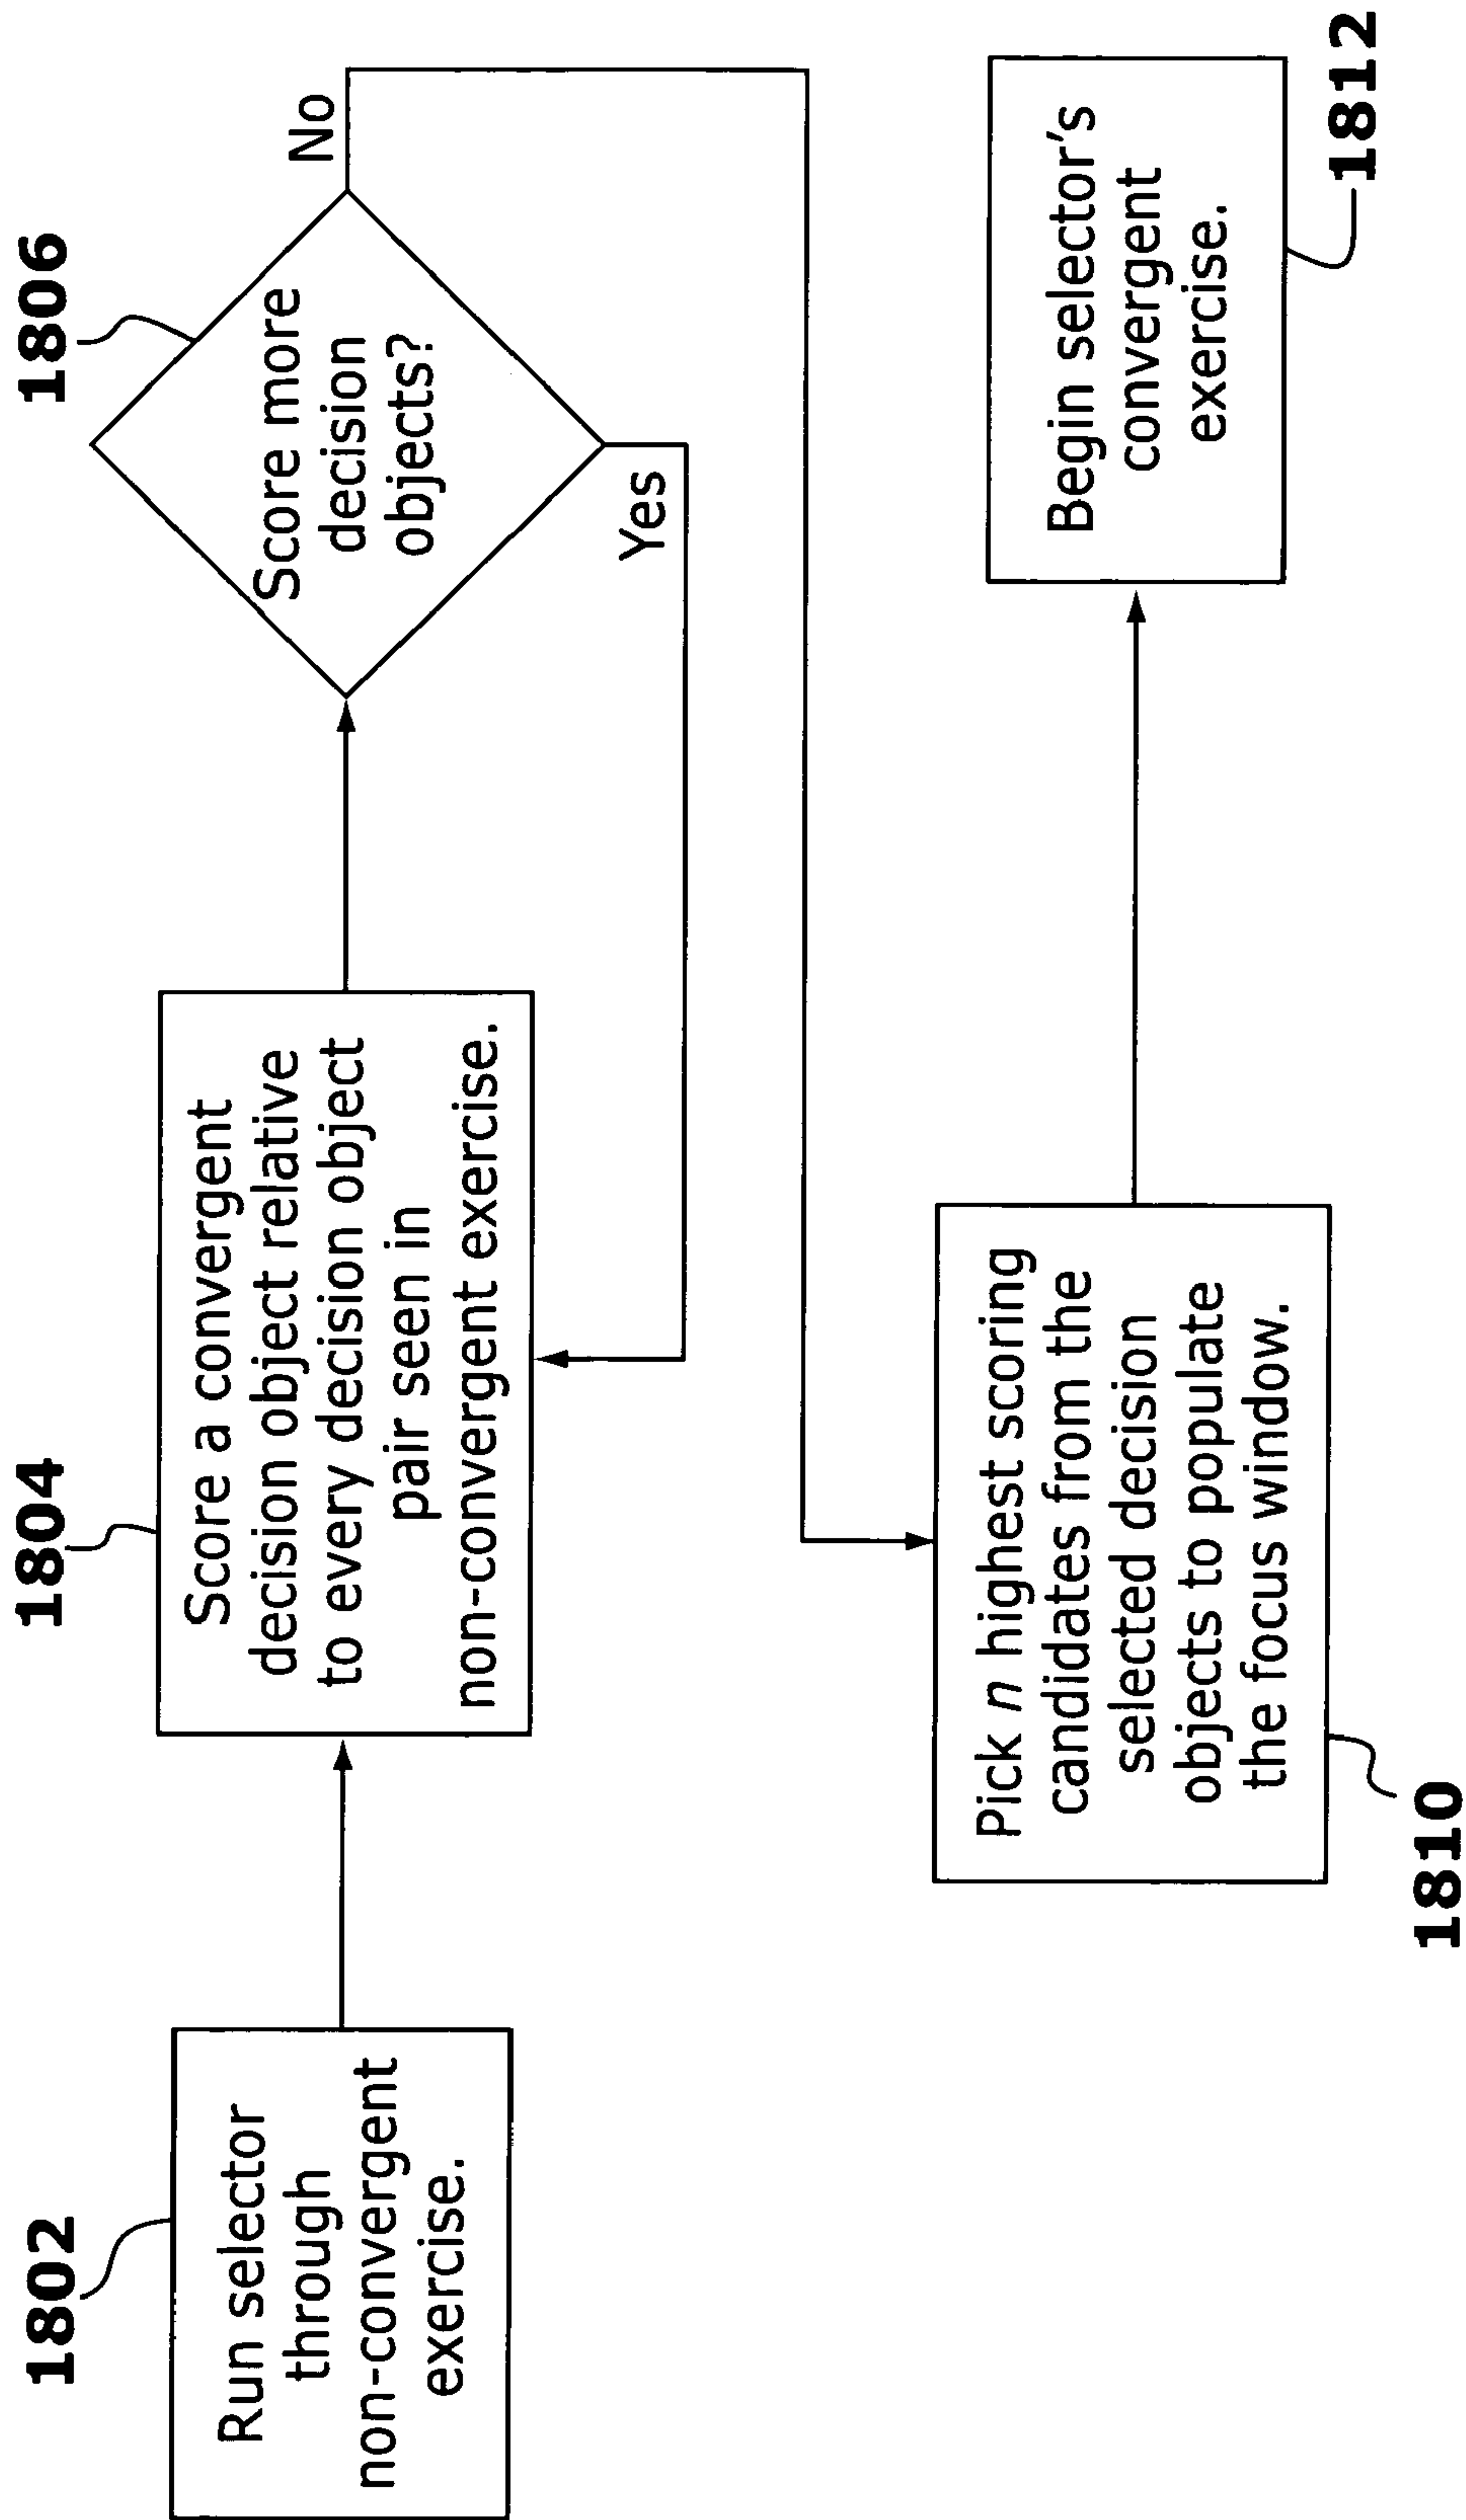 1802
Run selector
through
non-convergent
exercise.
1804
Score a convergent
decision object relative
to every decision object
pair seen in
non-convergent exercise.
1806
Score more
decision
objects?
No
Yes
Pick n highest scoring
candidates from the
selected decision
objects to populate
the focus window.
1810
Begin selector's
convergent
exercise.
1812